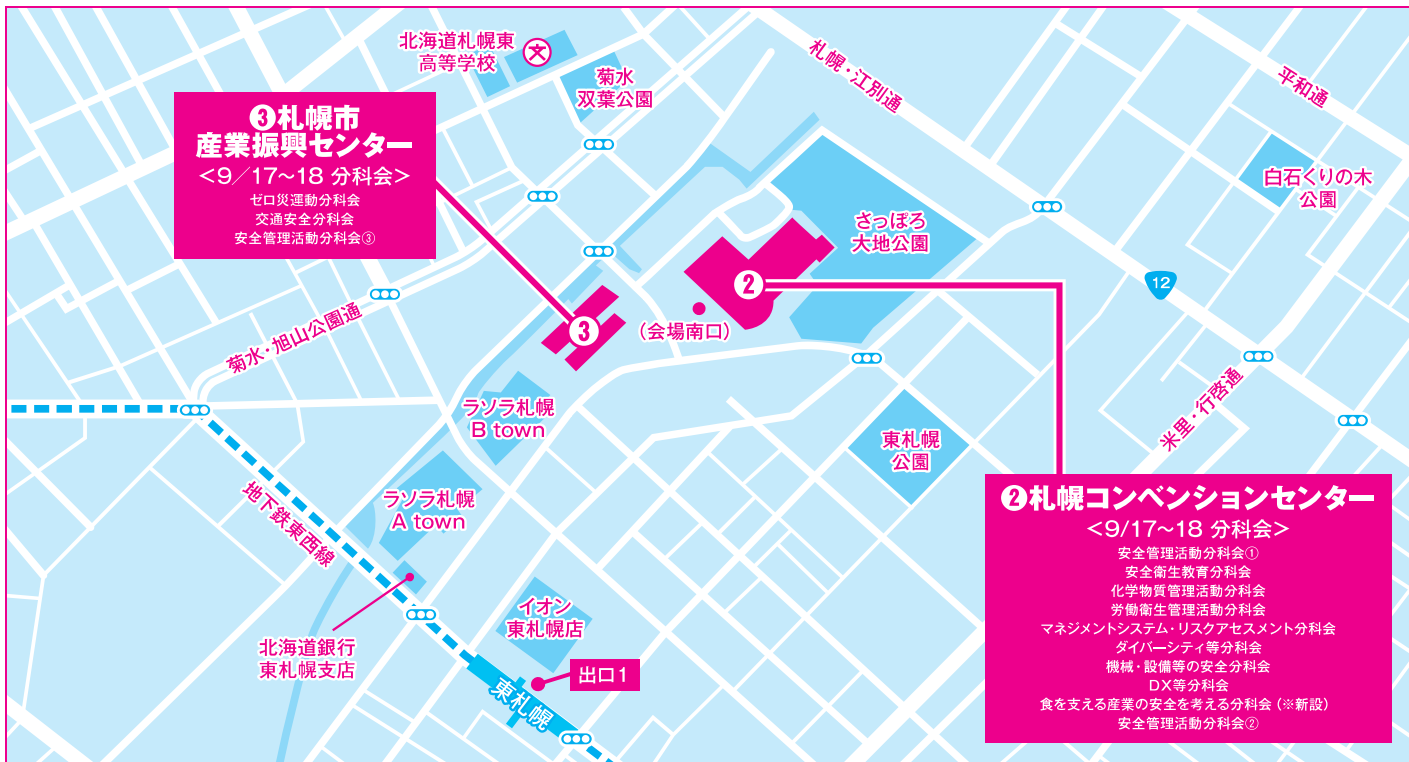 北海道札幌東
高等学校
文
菊水
双葉公園
札幌・江別通
平和通
❸札幌市
産業振興センター
<9/17~18 分科会>
ゼロ災運動分科会
交通安全分科会
安全管理活動分科会③
白石くりの木
公園
さっぽろ
大地公園
2
12
(会場南口)
3
菊水・旭山公園通
米里・行啓通
ラソラ札幌
B town
東札幌
公園
ラソラ札幌
A town
地下鉄東西線
❷札幌コンベンションセンター
<9/17~18 分科会>
安全管理活動分科会①
安全衛生教育分科会
化学物質管理活動分科会
労働衛生管理活動分科会
マネジメントシステム・リスクアセスメント分科会
ダイバーシティ等分科会
機械・設備等の安全分科会
DX等分科会
食を支える産業の安全を考える分科会(※新設)
安全管理活動分科会②
イオン
東札幌店
北海道銀行
東札幌支店
出口1
東札幌